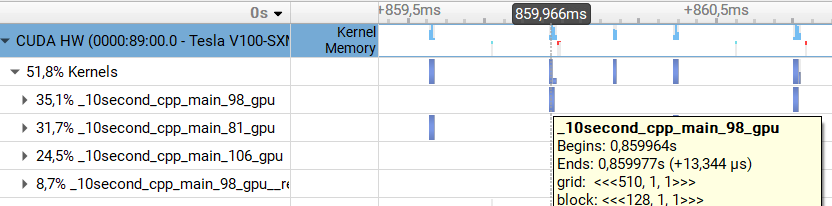 0s +859,5ms 859,966ms +860,5ms
CUDA HW (0000:89:00.0 - Tesla V100-SXM Kernel
Memory
51,8% Kernels
35,1% _10second_cpp_main_98_gpu
31,7% _10second_cpp_main_81_gpu
24,5% _10second_cpp_main_106_gpu
8,7% _10second_cpp_main_98_gpu__re
_10second_cpp_main_98_gpu
Begins: 0,859964s
Ends: 0,859977s (+13,344 µs)
grid: <<<510, 1, 1>>>
block: <<<128, 1, 1>>>